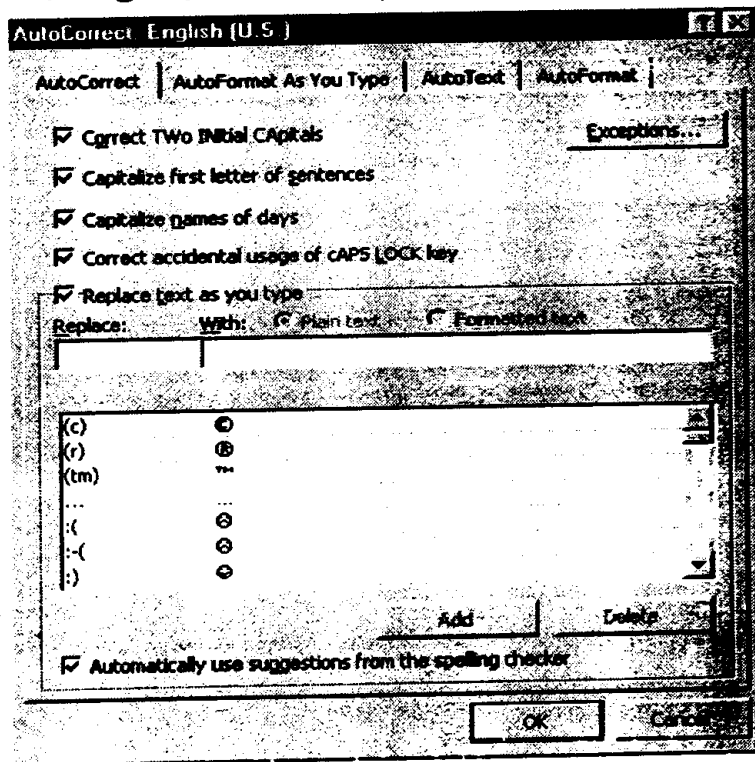 AutoCorrect: English (U.S.)
AutoCorrect AutoFormat As You Type AutoText AutoFormat
Correct TWo INitial CApitals Exceptions...
Capitalize first letter of sentences
Capitalize names of days
Correct accidental usage of cAPS LOCK key
Replace text as you type
Replace: With: Plain text Formatted text
(c) ©
(r) ®
(tm) ™
... ...
:( ☹
:-( ☹
:)
Add Delete
Automatically use suggestions from the spelling checker
OK Cancel